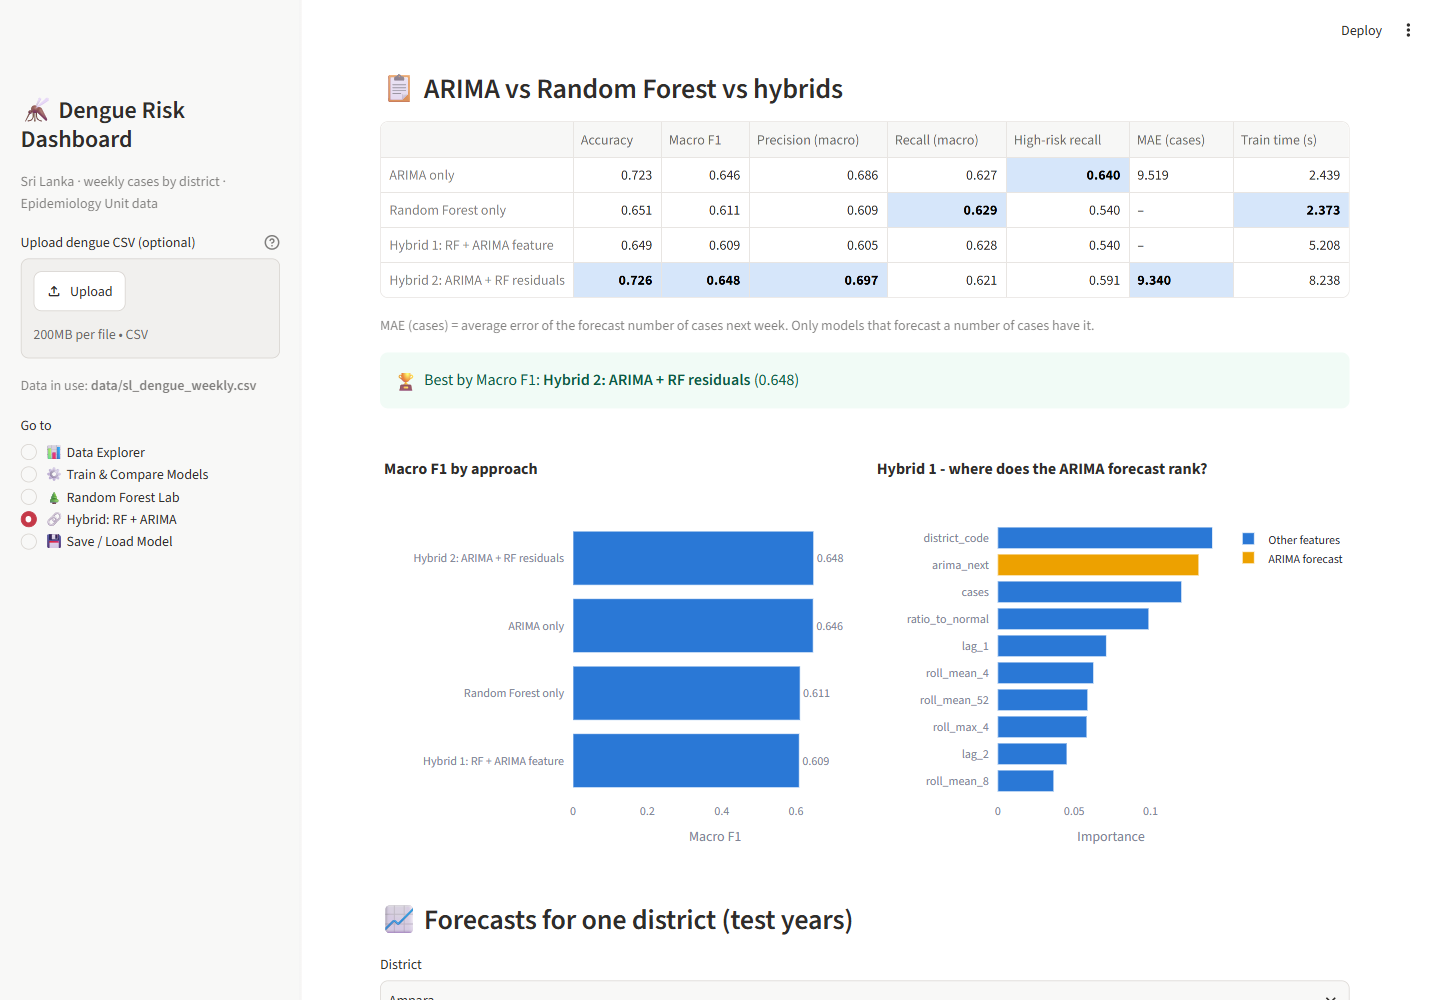 Deploy
Dengue Risk
Dashboard
Sri Lanka · weekly cases by district ·
Epidemiology Unit data
Upload dengue CSV (optional)
Upload
200MB per file • CSV
Data in use: data/sl_dengue_weekly.csv
Go to
Data Explorer
Train & Compare Models
Random Forest Lab
Hybrid: RF + ARIMA
Save / Load Model
ARIMA vs Random Forest vs hybrids
Accuracy Macro F1 Precision (macro) Recall (macro) High-risk recall MAE (cases) Train time (s)
ARIMA only 0.723 0.646 0.686 0.627 0.640 9.519 2.439
Random Forest only 0.651 0.611 0.609 0.629 0.540 – 2.373
Hybrid 1: RF + ARIMA feature 0.649 0.609 0.605 0.628 0.540 – 5.208
Hybrid 2: ARIMA + RF residuals 0.726 0.648 0.697 0.621 0.591 9.340 8.238
MAE (cases) = average error of the forecast number of cases next week. Only models that forecast a number of cases have it.
Best by Macro F1: Hybrid 2: ARIMA + RF residuals (0.648)
Macro F1 by approach
Hybrid 2: ARIMA + RF residuals 0.648
ARIMA only 0.646
Random Forest only 0.611
Hybrid 1: RF + ARIMA feature 0.609
0 0.2 0.4 0.6
Macro F1
Hybrid 1 - where does the ARIMA forecast rank?
district_code
arima_next
cases
ratio_to_normal
lag_1
roll_mean_4
roll_mean_52
roll_max_4
lag_2
roll_mean_8
0 0.05 0.1
Importance
Other features
ARIMA forecast
Forecasts for one district (test years)
District
Ampara